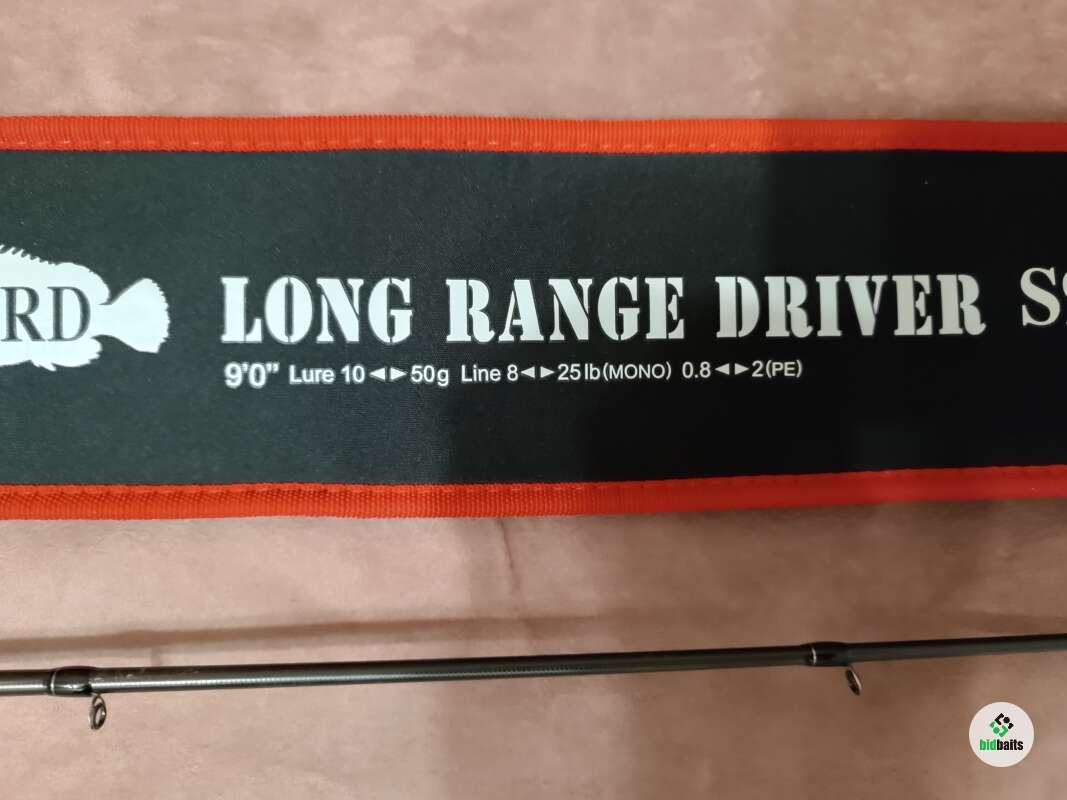 RD LONG RANGE DRIVER S
9'0" Lure 10◄►50g Line 8◄►25lb(MONO) 0.8◄►2(PE)
bidbaits